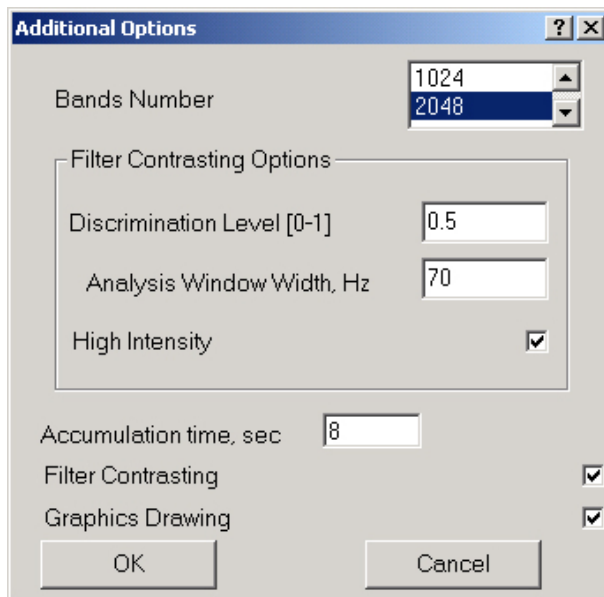 Additional Options
Bands Number
1024
2048
Filter Contrasting Options
Discrimination Level [0-1] 0.5
Analysis Window Width, Hz 70
High Intensity
Accumulation time, sec 8
Filter Contrasting
Graphics Drawing
OK Cancel